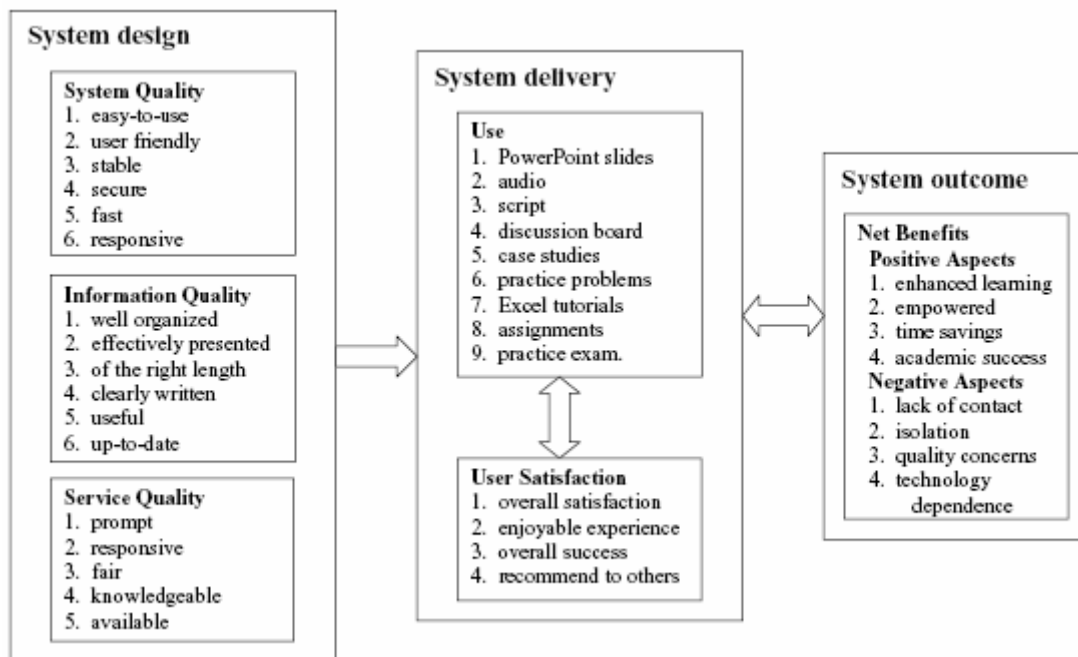 System design
System Quality
1. easy-to-use
2. user friendly
3. stable
4. secure
5. fast
6. responsive
Information Quality
1. well organized
2. effectively presented
3. of the right length
4. clearly written
5. useful
6. up-to-date
Service Quality
1. prompt
2. responsive
3. fair
4. knowledgeable
5. available
System delivery
Use
1. PowerPoint slides
2. audio
3. script
4. discussion board
5. case studies
6. practice problems
7. Excel tutorials
8. assignments
9. practice exam.
User Satisfaction
1. overall satisfaction
2. enjoyable experience
3. overall success
4. recommend to others
System outcome
Net Benefits
Positive Aspects
1. enhanced learning
2. empowered
3. time savings
4. academic success
Negative Aspects
1. lack of contact
2. isolation
3. quality concerns
4. technology
dependence